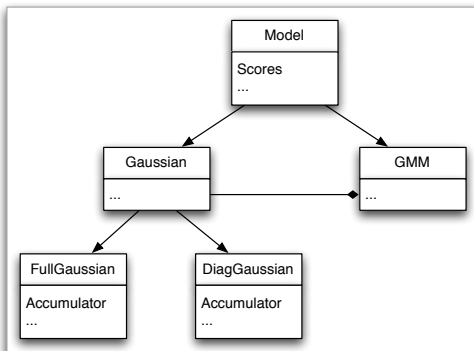 Model
Scores
...
Gaussian
...
GMM
...
FullGaussian
Accumulator
...
DiagGaussian
Accumulator
...